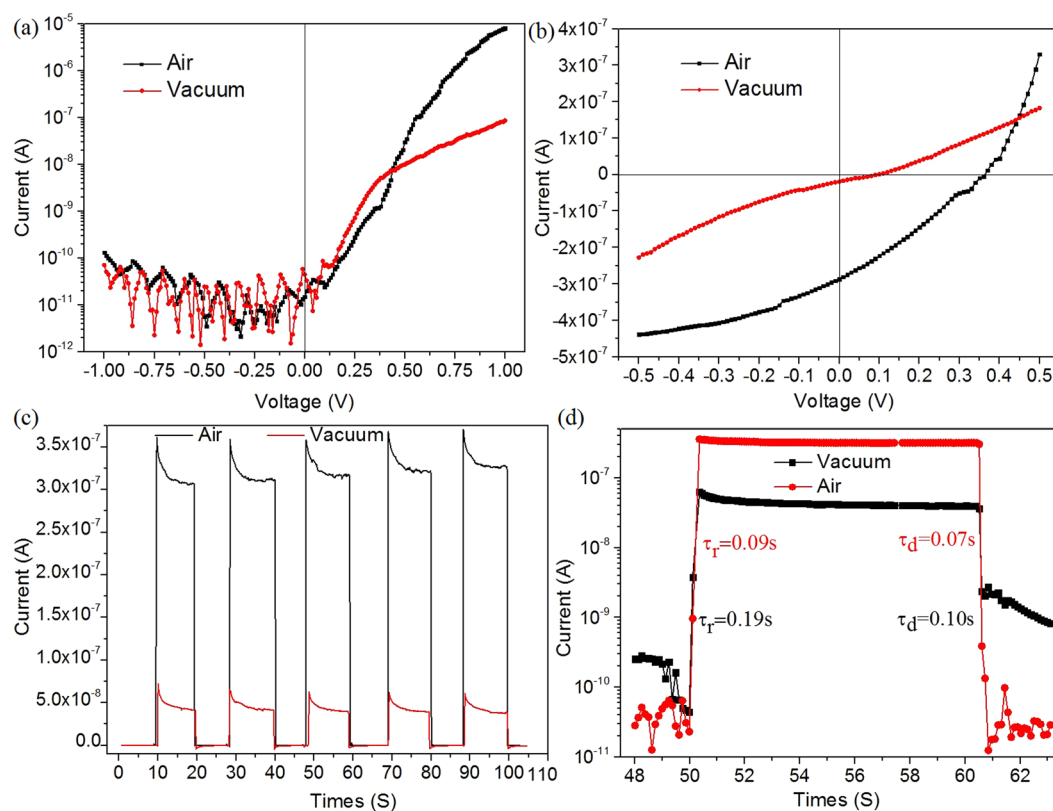 (a)
Air
Vacuum
10⁻⁵
10⁻⁶
10⁻⁷
10⁻⁸
10⁻⁹
10⁻¹⁰
10⁻¹¹
10⁻¹²
Current (A)
-1.00 -0.75 -0.50 -0.25 0.00 0.25 0.50 0.75 1.00
Voltage (V)
(b)
Air
Vacuum
4x10⁻⁷
3x10⁻⁷
2x10⁻⁷
1x10⁻⁷
0
-1x10⁻⁷
-2x10⁻⁷
-3x10⁻⁷
-4x10⁻⁷
-5x10⁻⁷
Current (A)
-0.5 -0.4 -0.3 -0.2 -0.1 0.0 0.1 0.2 0.3 0.4 0.5
Voltage (V)
(c)
Air Vacuum
3.5x10⁻⁷
3.0x10⁻⁷
2.5x10⁻⁷
2.0x10⁻⁷
1.5x10⁻⁷
1.0x10⁻⁷
5.0x10⁻⁸
0.0
Current (A)
0 10 20 30 40 50 60 70 80 90 100 110
Times (S)
(d)
Vacuum
Air
10⁻⁷
10⁻⁸
10⁻⁹
10⁻¹⁰
10⁻¹¹
Current (A)
τr=0.09s τd=0.07s
τr=0.19s τd=0.10s
48 50 52 54 56 58 60 62
Times (S)